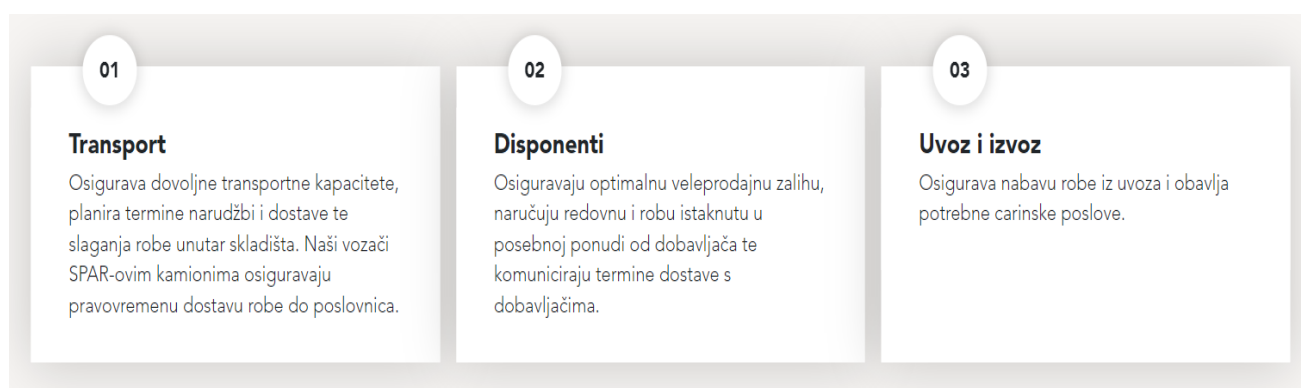 01
Transport
Osigurava dovoljne transportne kapacitete,
planira termine narudžbi i dostave te
slaganja robe unutar skladišta. Naši vozači
SPAR-ovim kamionima osiguravaju
pravovremenu dostavu robe do poslovnica.
02
Disponenti
Osiguravaju optimalnu veleprodajnu zalihu,
naručuju redovnu i robu istaknutu u
posebnoj ponudi od dobavljača te
komuniciraju termine dostave s
dobavljačima.
03
Uvoz i izvoz
Osigurava nabavu robe iz uvoza i obavlja
potrebne carinske poslove.